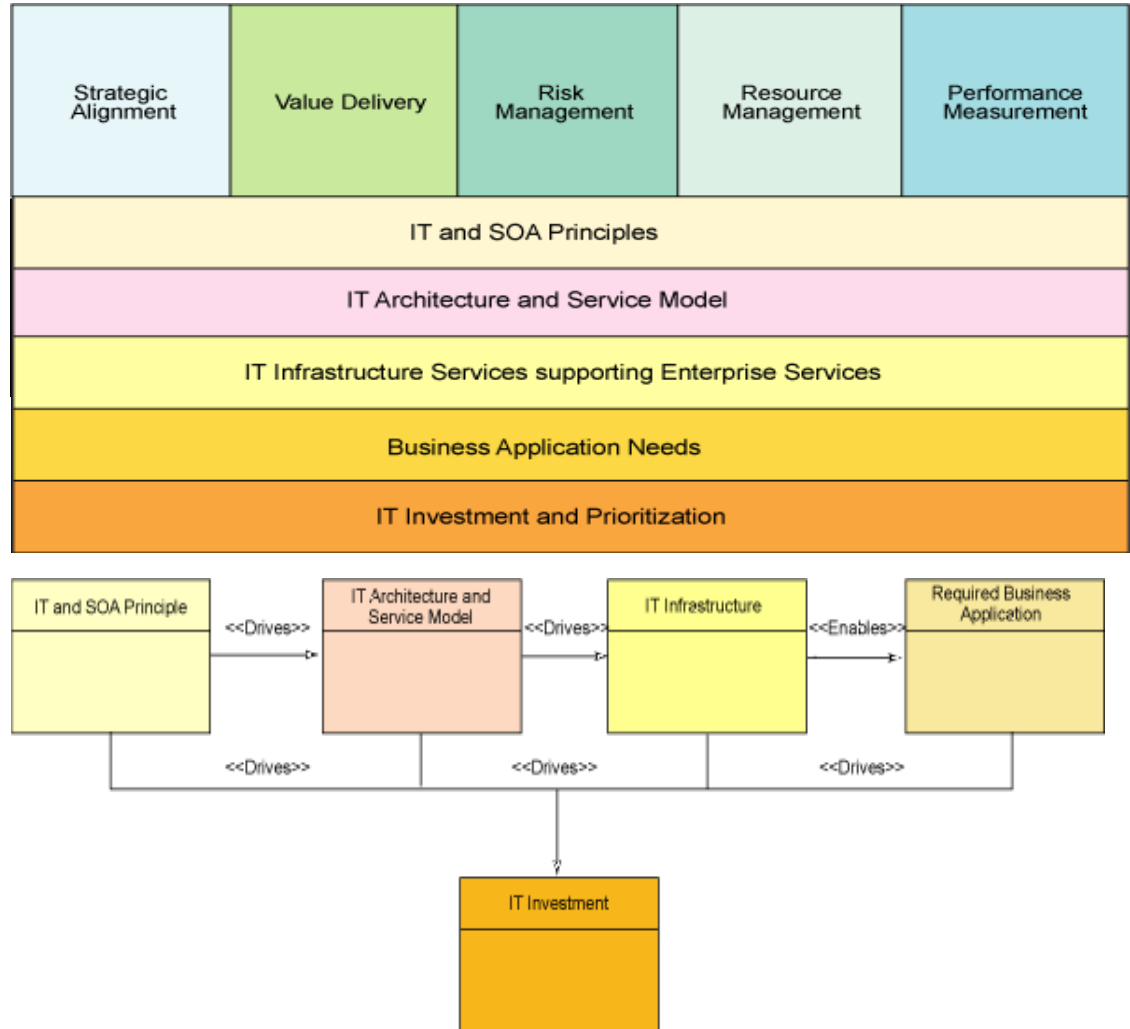 Strategic
Alignment
Value Delivery
Risk
Management
Resource
Management
Performance
Measurement
IT and SOA Principles
IT Architecture and Service Model
IT Infrastructure Services supporting Enterprise Services
Business Application Needs
IT Investment and Prioritization
IT and SOA Principle
<<Drives>>
IT Architecture and
Service Model
<<Drives>>
IT Infrastructure
<<Enables>>
Required Business
Application
<<Drives>>
<<Drives>>
<<Drives>>
IT Investment